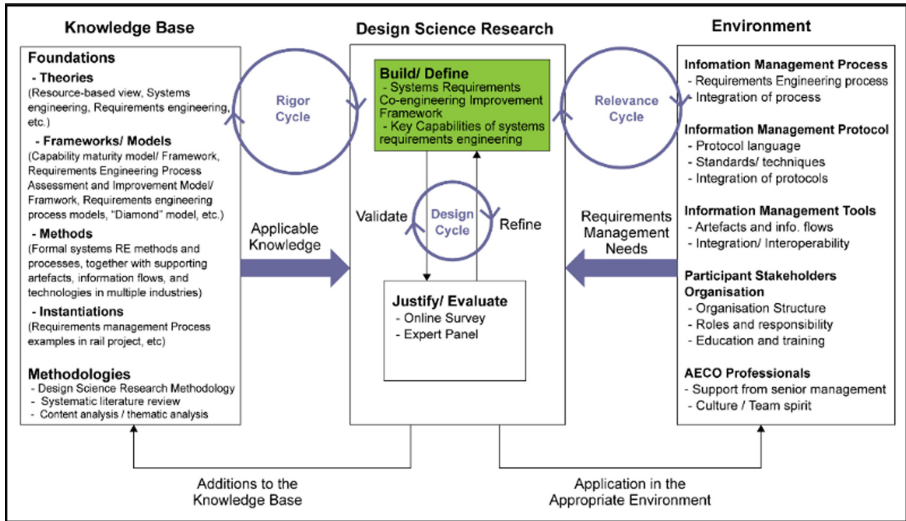 Knowledge Base
Foundations
- Theories
(Resource-based view, Systems
engineering, Requirements engineering,
etc.)
- Frameworks/ Models
(Capability maturity model/ Framework,
Requirements Engineering Process
Assessment and Improvement Model/
Framwork, Requirements engineering
process models, "Diamond" model, etc.)
- Methods
(Formal systems RE methods and
processes, together with supporting
artefacts, information flows, and
technologies in multiple industries)
- Instantiations
(Requirements management Process
examples in rail project, etc)
Methodologies
- Design Science Research Methodology
- Systematic literature review
- Content analysis / thematic analysis
Rigor
Cycle
Applicable
Knowledge
Design Science Research
Build/ Define
- Systems Requirements
Co-engineering Improvement
Framework
- Key Capabilities of systems
requirements engineering
Validate
Design
Cycle
Refine
Justify/ Evaluate
- Online Survey
- Expert Panel
Relevance
Cycle
Requirements
Management
Needs
Environment
Infomation Management Process
- Requirements Engineering process
- Integration of process
Information Management Protocol
- Protocol language
- Standards/ techniques
- Integration of protocols
Information Management Tools
- Artefacts and info. flows
- Integration/ Interoperability
Participant Stakeholders
Organisation
- Organisation Structure
- Roles and responsibility
- Education and training
AECO Professionals
- Support from senior management
- Culture / Team spirit
Additions to the
Knowledge Base
Application in the
Appropriate Environment